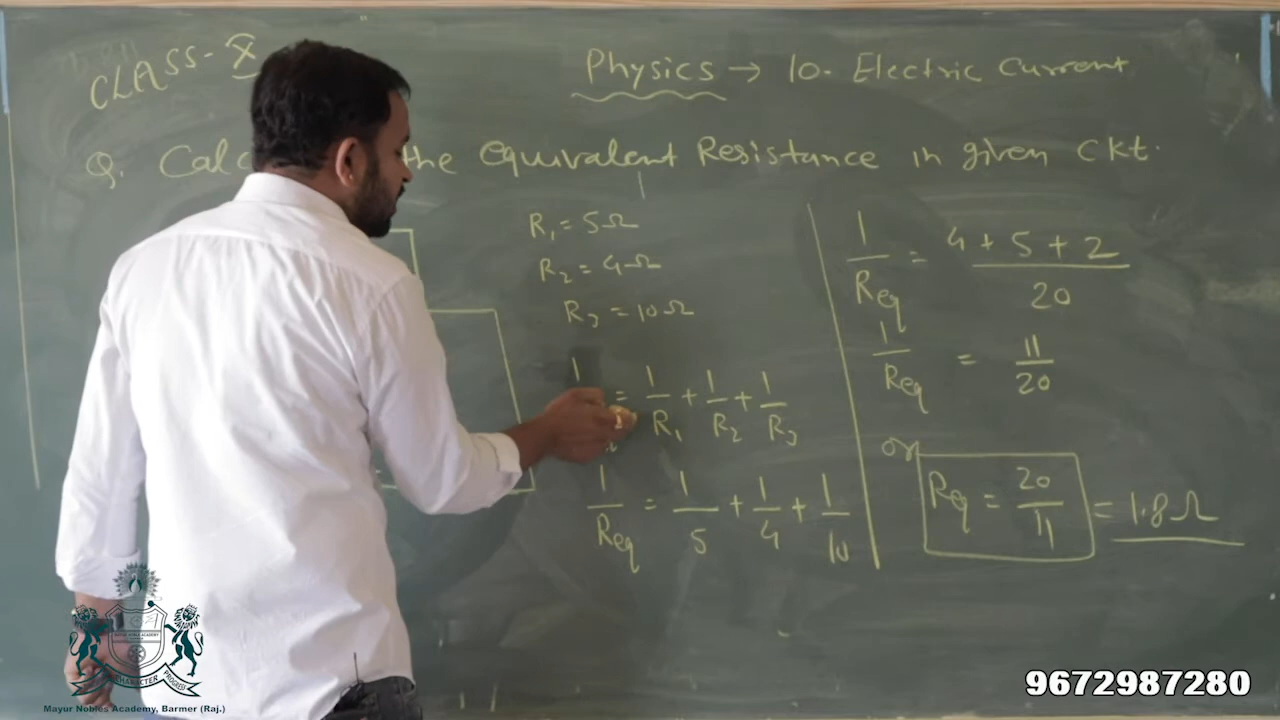 CLASS-X
Physics → 10. Electric Current
Q. Calc the equivalent Resistance in given ckt.
R₁ = 5Ω
R₂ = 4Ω
R₃ = 10Ω
1 = 1/R₁ + 1/R₂ + 1/R₃
1/Req = 1/5 + 1/4 + 1/10
1/Req = 4 + 5 + 2/20
1/Req = 11/20
or
Req = 20/11 = 1.8Ω
CHARACTER
PROGRESS
Mayur Nobles Academy, Barmer (Raj.)
9672987280